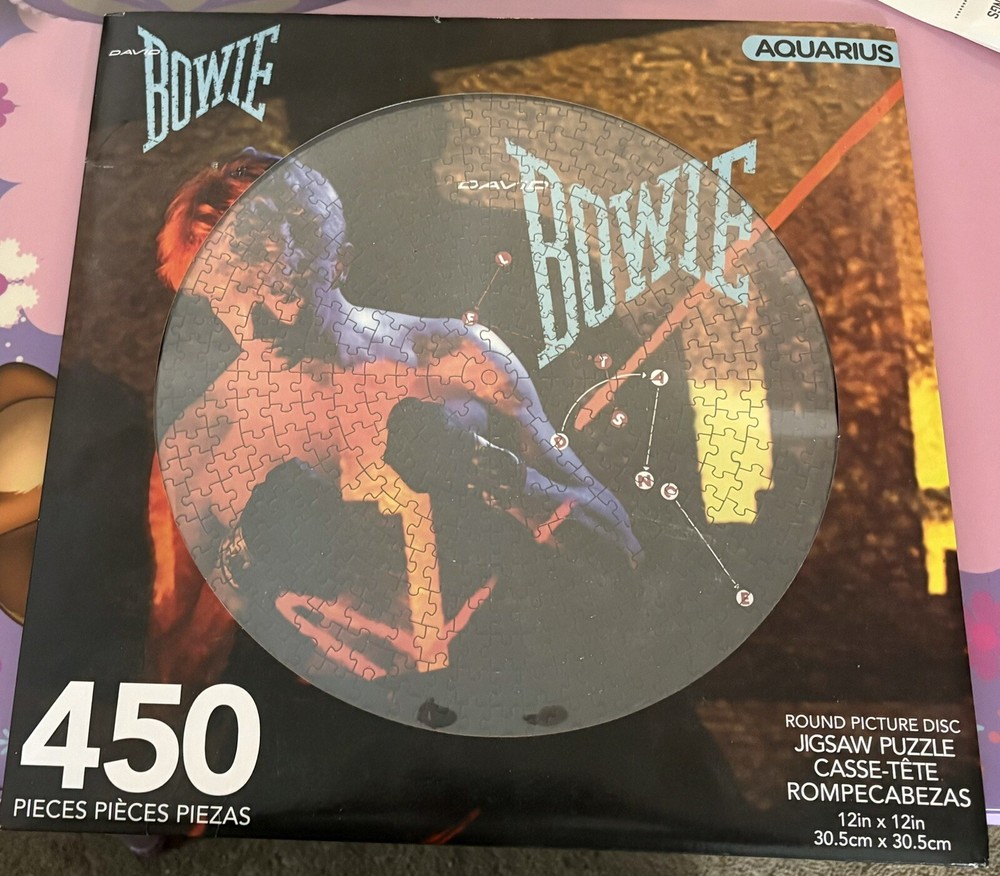 DAVID
BOWIE
AQUARIUS
DAVID
BOWIE
L
E
T
S
D
A
N
C
E
450
PIECES PIÈCES PIEZAS
ROUND PICTURE DISC
JIGSAW PUZZLE
CASSE-TÊTE
ROMPECABEZAS
12in x 12in
30.5cm x 30.5cm